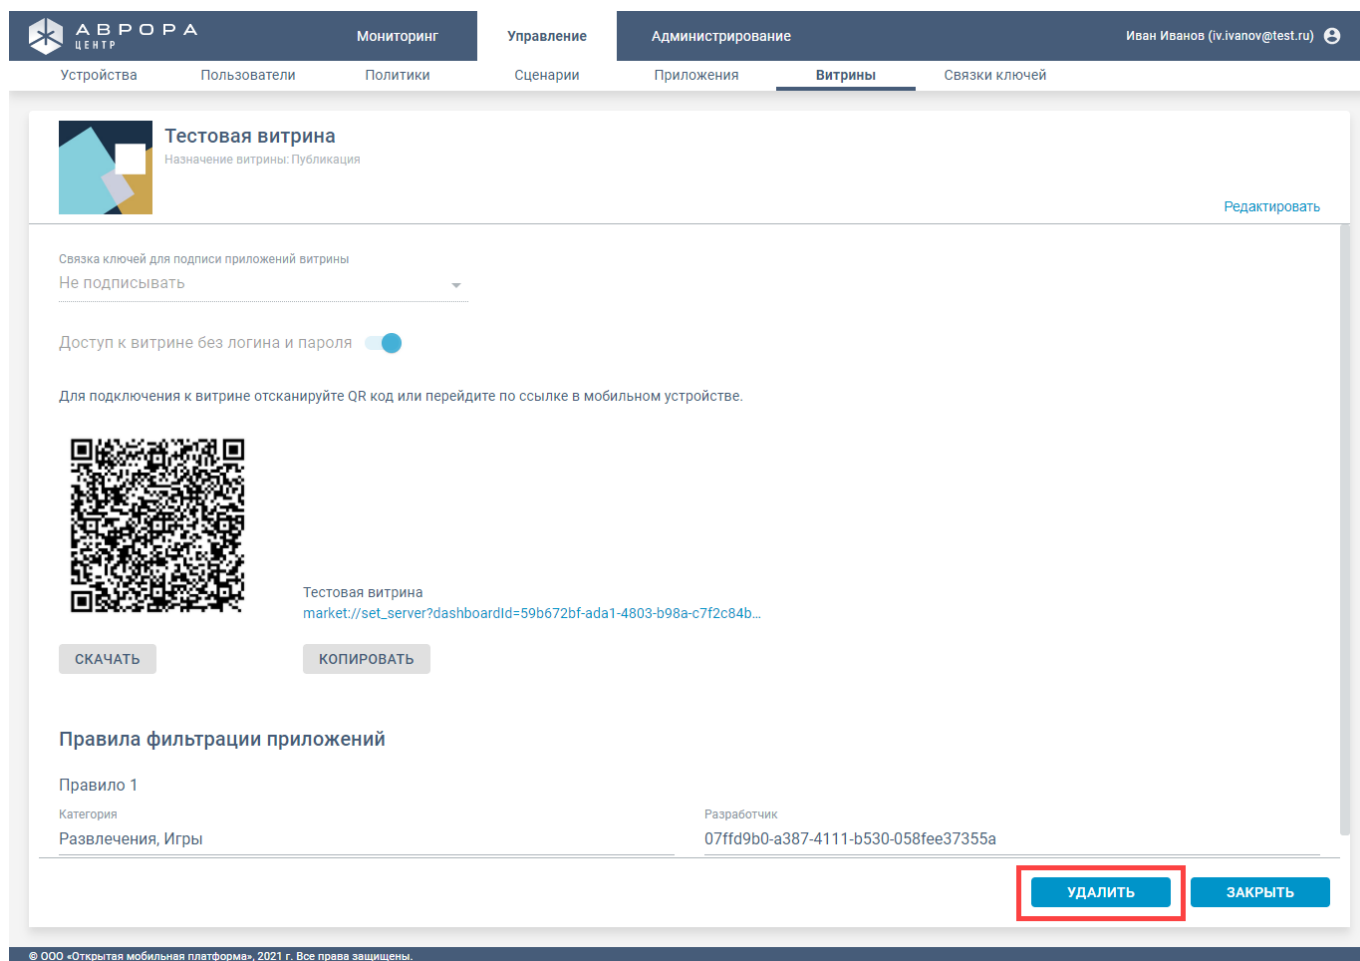 АВРОРА
ЦЕНТР
Мониторинг
Управление
Администрирование
Иван Иванов (iv.ivanov@test.ru)
Устройства
Пользователи
Политики
Сценарии
Приложения
Витрины
Связки ключей
Тестовая витрина
Назначение витрины: Публикация
Редактировать
Связка ключей для подписи приложений витрины
Не подписывать
Доступ к витрине без логина и пароля
Для подключения к витрине отсканируйте QR код или перейдите по ссылке в мобильном устройстве.
Тестовая витрина
market://set_server?dashboardId=59b672bf-ada1-4803-b98a-c7f2c84b...
СКАЧАТЬ
КОПИРОВАТЬ
Правила фильтрации приложений
Правило 1
Категория
Развлечения, Игры
Разработчик
07ffd9b0-a387-4111-b530-058fee37355a
УДАЛИТЬ
ЗАКРЫТЬ
© ООО «Открытая мобильная платформа», 2021 г. Все права защищены.